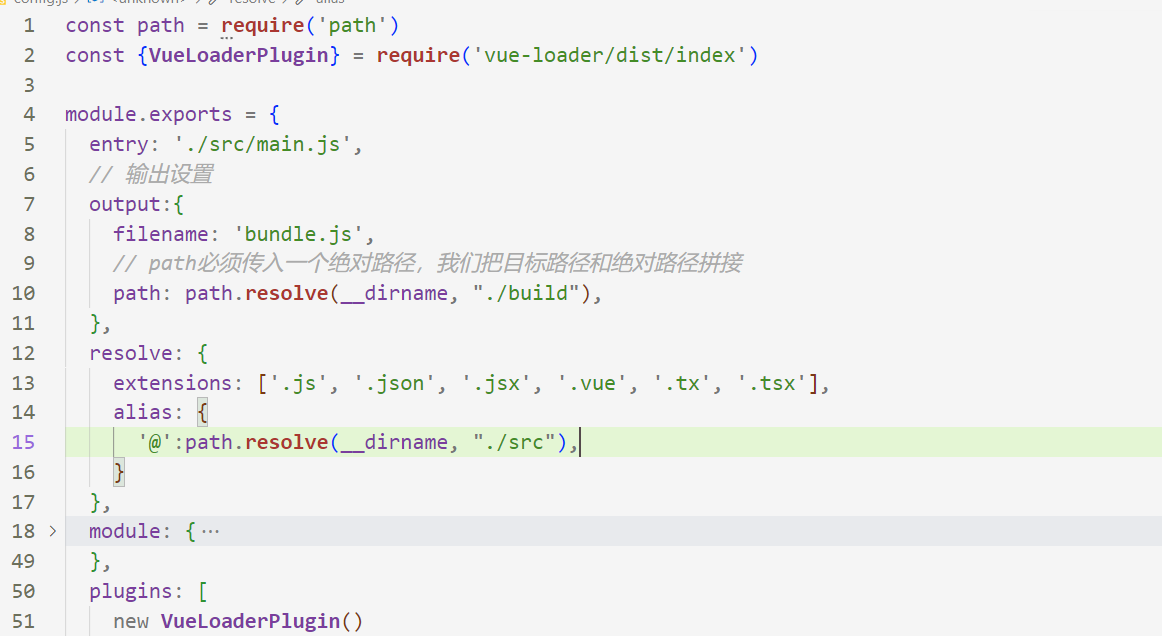 config.js > <unknown> > resolve > alias
1 const path = require('path')
2 const {VueLoaderPlugin} = require('vue-loader/dist/index')
3
4 module.exports = {
5 entry: './src/main.js',
6 // 输出设置
7 output:{
8 filename: 'bundle.js',
9 // path必须传入一个绝对路径，我们把目标路径和绝对路径拼接
10 path: path.resolve(__dirname, "./build"),
11 },
12 resolve: {
13 extensions: ['.js', '.json', '.jsx', '.vue', '.tx', '.tsx'],
14 alias: {
15 '@':path.resolve(__dirname, "./src"),
16 }
17 },
18 module: {…
49 },
50 plugins: [
51 new VueLoaderPlugin()